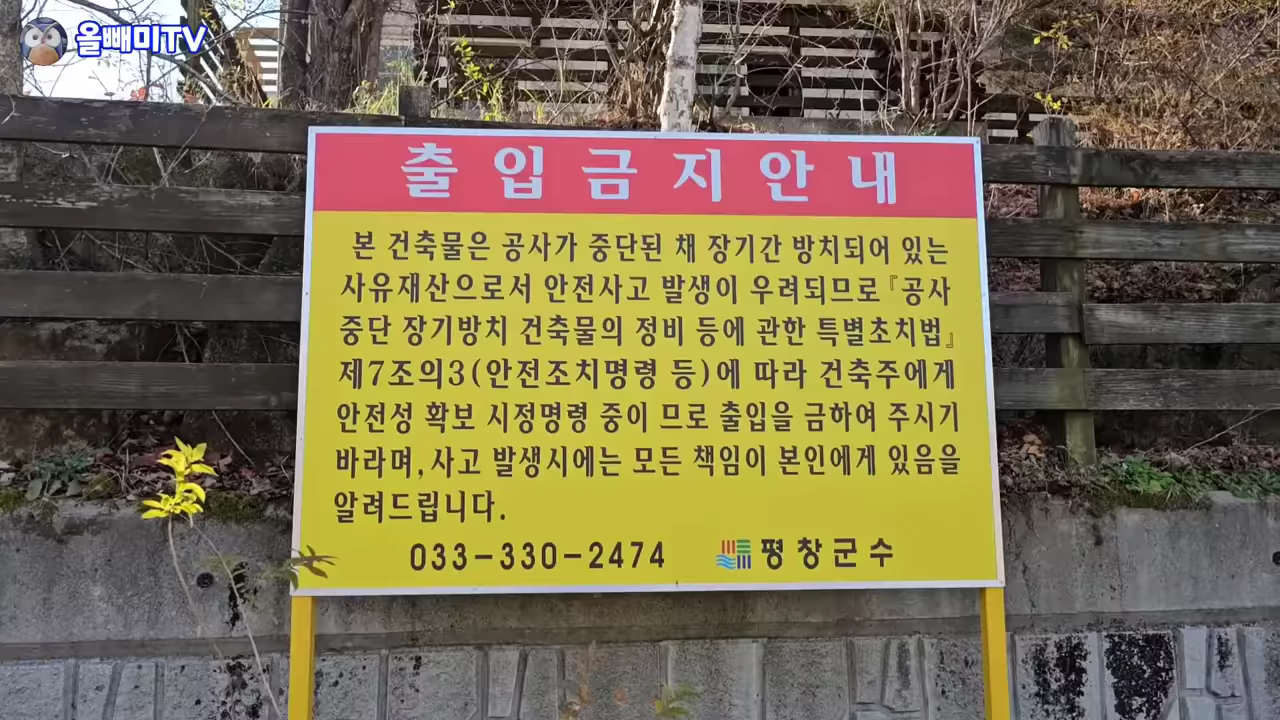 올빼미TV
출입금지안내
본 건축물은 공사가 중단된 채 장기간 방치되어 있는
사유재산으로서 안전사고 발생이 우려되므로『공사
중단 장기방치 건축물의 정비 등에 관한 특별조치법』
제7조의3(안전조치명령 등)에 따라 건축주에게
안전성 확보 시정명령 중이 므로 출입을 금하여 주시기
바라며,사고 발생시에는 모든 책임이 본인에게 있음을
알려드립니다.
033-330-2474 평창군수